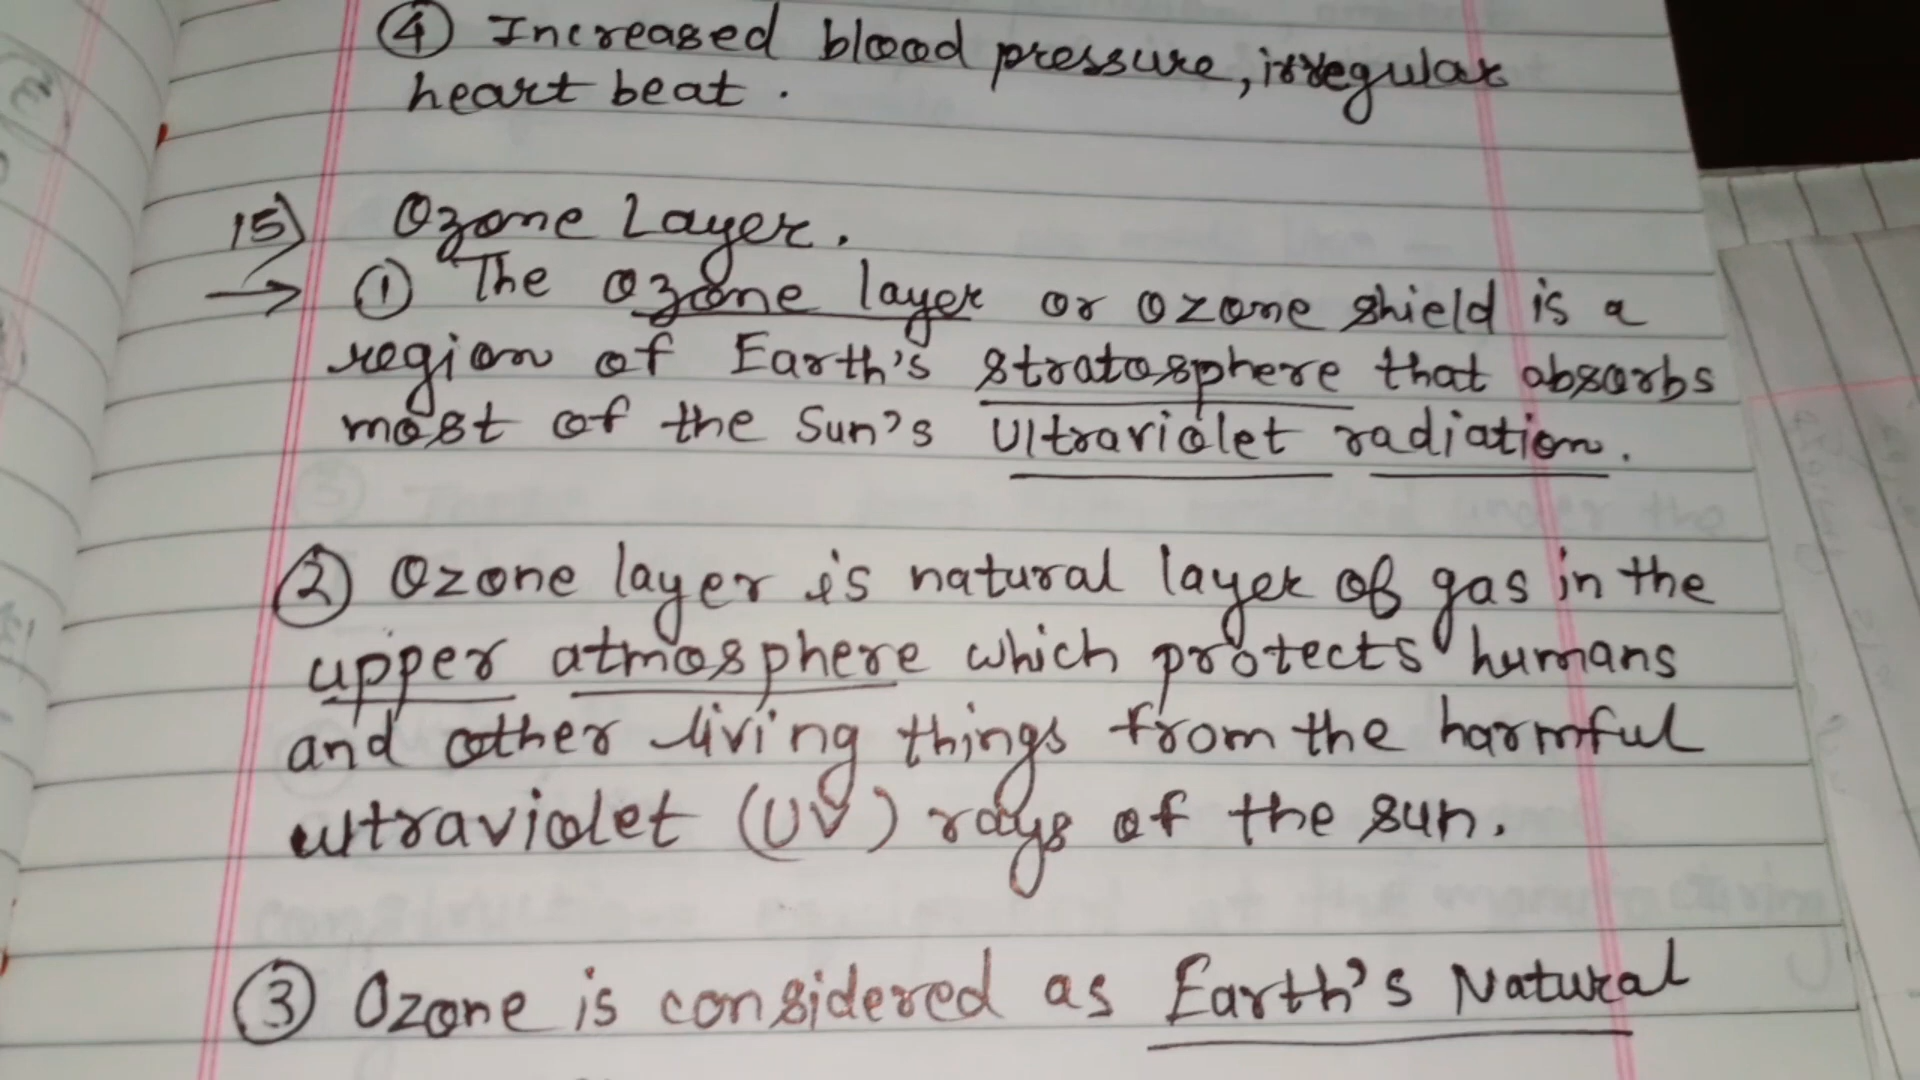 ④ Increased blood pressure, irregular
heart beat.
15) Ozone Layer.
→ ① The ozone layer or ozone shield is a
region of Earth's stratosphere that absorbs
most of the Sun's Ultraviolet radiation.
② Ozone layer is natural layer of gas in the
upper atmosphere which protects humans
and other living things from the harmful
ultraviolet (UV) rays of the sun.
③ Ozone is considered as Earth's Natural